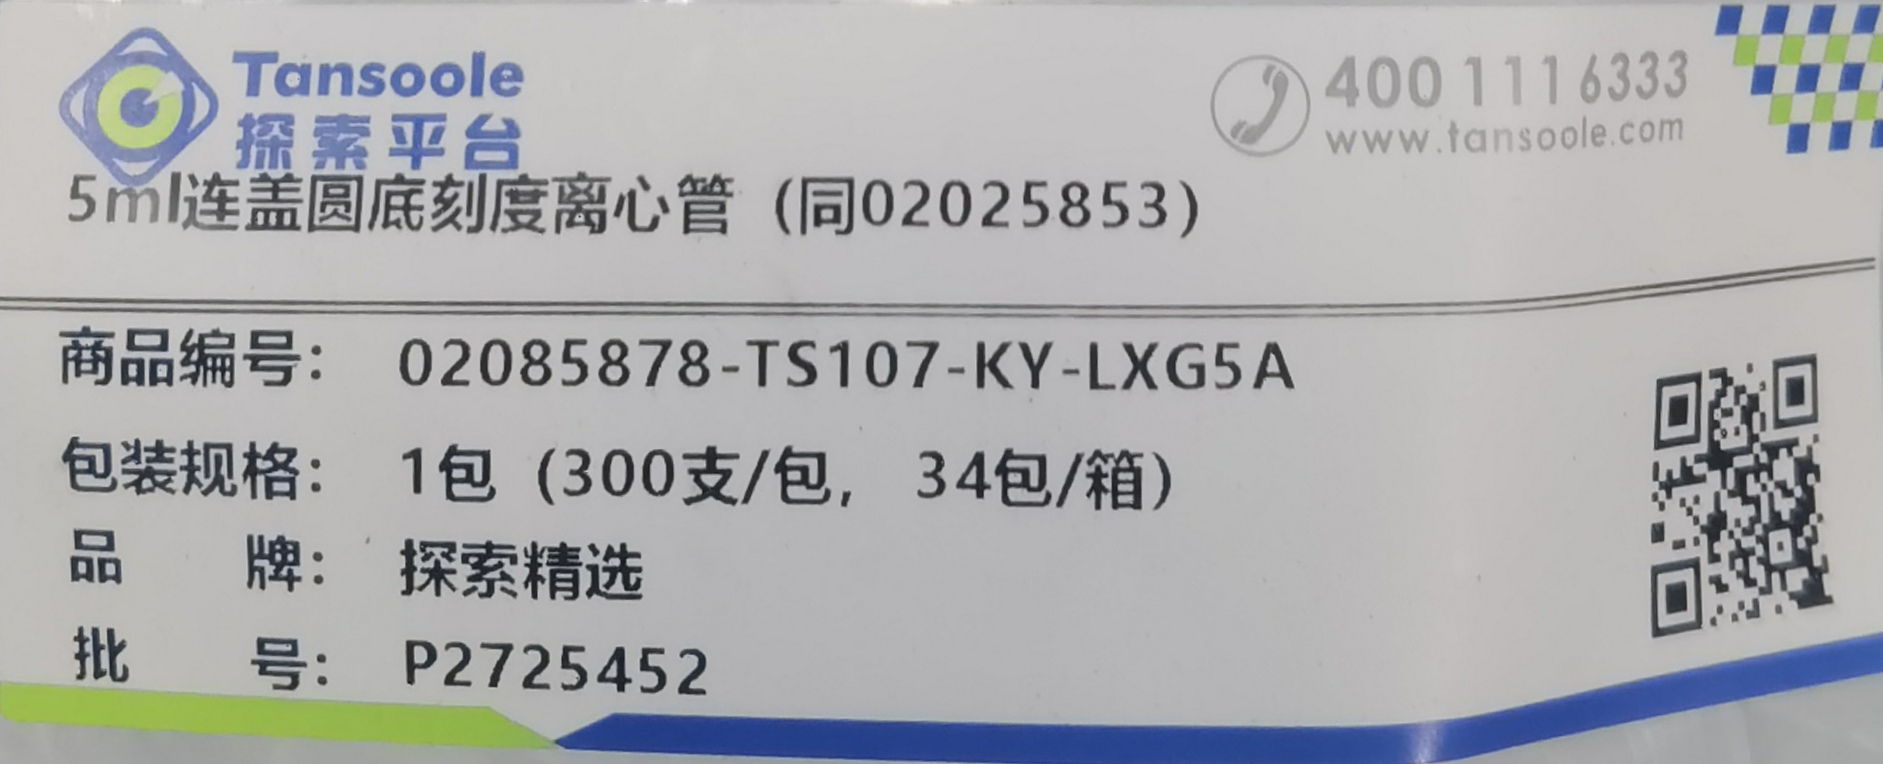 Tansoole
探索平台
400 111 6333
www.tansoole.com
5ml连盖圆底刻度离心管（同02025853）
商品编号： 02085878-TS107-KY-LXG5A
包装规格： 1包（300支/包， 34包/箱）
品 牌： 探索精选
批 号： P2725452